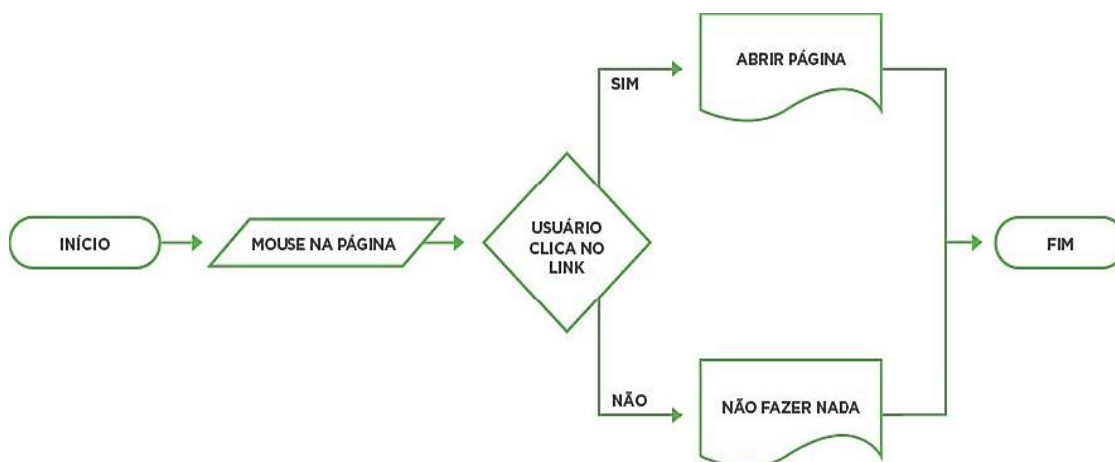 INÍCIO
MOUSE NA PÁGINA
USUÁRIO
CLICA NO
LINK
SIM
ABRIR PÁGINA
NÃO
NÃO FAZER NADA
FIM